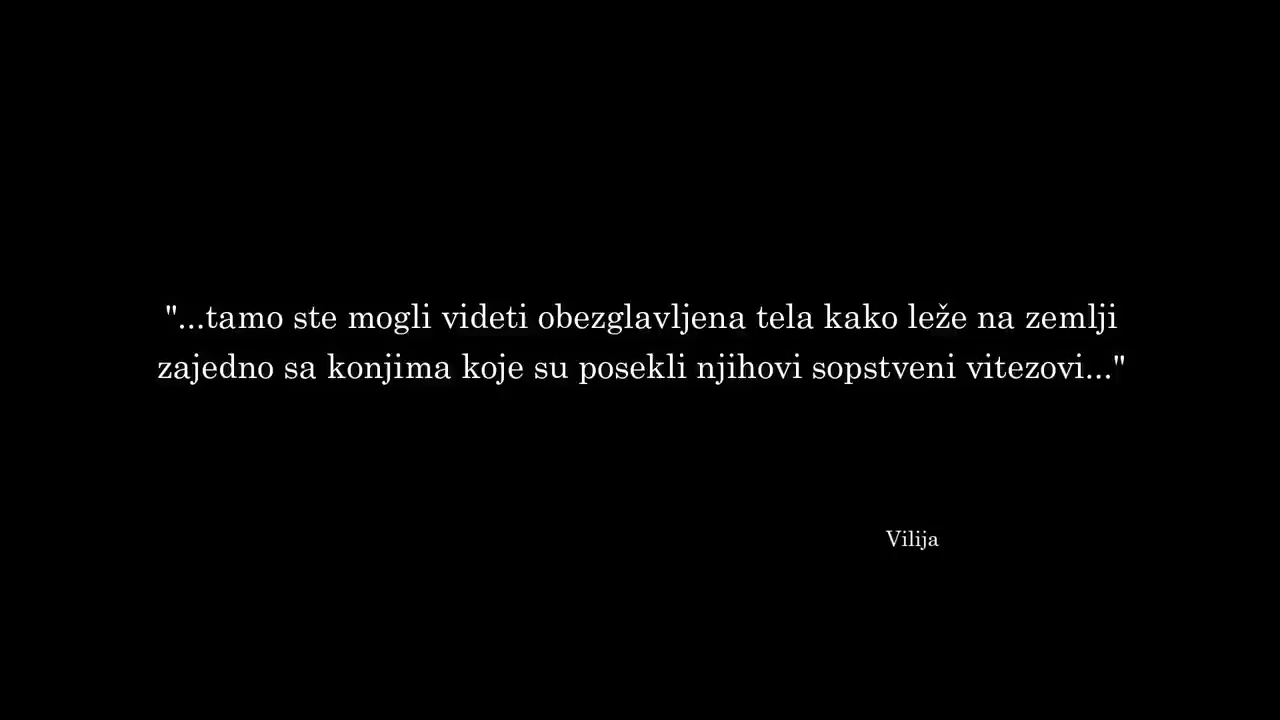 "...tamo ste mogli videti obezglavljena tela kako leže na zemlji
zajedno sa konjima koje su posekli njihovi sopstveni vitezovi..."
Vilija